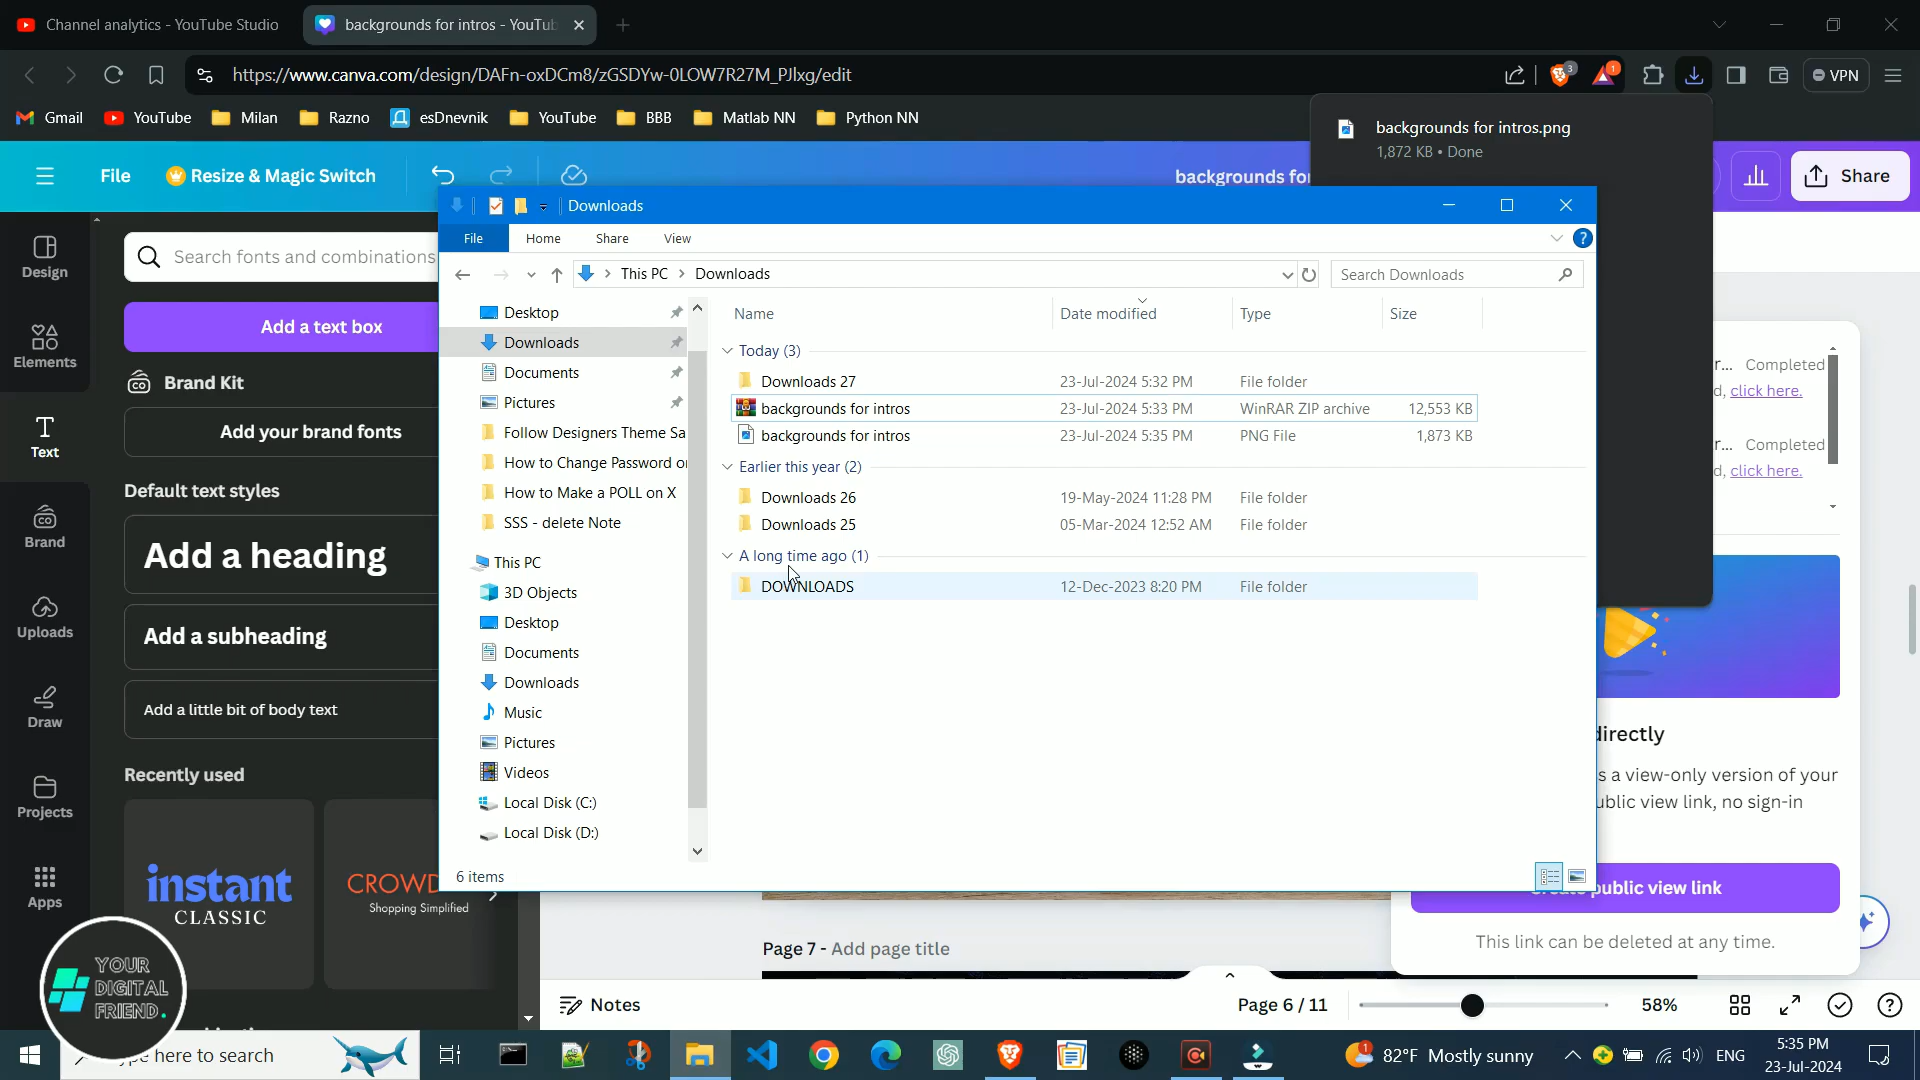 Channel analytics - YouTube Studio
backgrounds for intros - YouTub
https://www.canva.com/design/DAFn-oxDCm8/zGSDYw-0LOW7R27M_PJlxg/edit
3
1
VPN
Gmail
YouTube
Milan
Razno
esDnevnik
YouTube
BBB
Matlab NN
Python NN
backgrounds for intros.png
1,872 KB • Done
File
Resize & Magic Switch
backgrounds for
Share
Downloads
File
Home
Share
View
This PC
Downloads
Search Downloads
Design
Elements
Text
Brand
Uploads
Draw
Projects
Apps
Search fonts and combinations
Add a text box
Brand Kit
Add your brand fonts
Default text styles
Add a heading
Add a subheading
Add a little bit of body text
Recently used
instant
CLASSIC
CROWD
Shopping Simplified
Desktop
Downloads
Documents
Pictures
Follow Designers Theme Sa
How to Change Password o
How to Make a POLL on X
SSS - delete Note
This PC
3D Objects
Desktop
Documents
Downloads
Music
Pictures
Videos
Local Disk (C:)
Local Disk (D:)
6 items
Name Date modified Type Size
Today (3)
Downloads 27 23-Jul-2024 5:32 PM File folder
backgrounds for intros 23-Jul-2024 5:33 PM WinRAR ZIP archive 12,553 KB
backgrounds for intros 23-Jul-2024 5:35 PM PNG File 1,873 KB
Earlier this year (2)
Downloads 26 19-May-2024 11:28 PM File folder
Downloads 25 05-Mar-2024 12:52 AM File folder
A long time ago (1)
DOWNLOADS 12-Dec-2023 8:20 PM File folder
r... Completed
d, click here.
r... Completed
d, click here.
directly
s a view-only version of your
ublic view link, no sign-in
public view link
This link can be deleted at any time.
Page 7 - Add page title
Notes
Page 6 / 11
58%
YOUR
DIGITAL
FRIEND.
here to search
1
82°F Mostly sunny
ENG
5:35 PM
23-Jul-2024